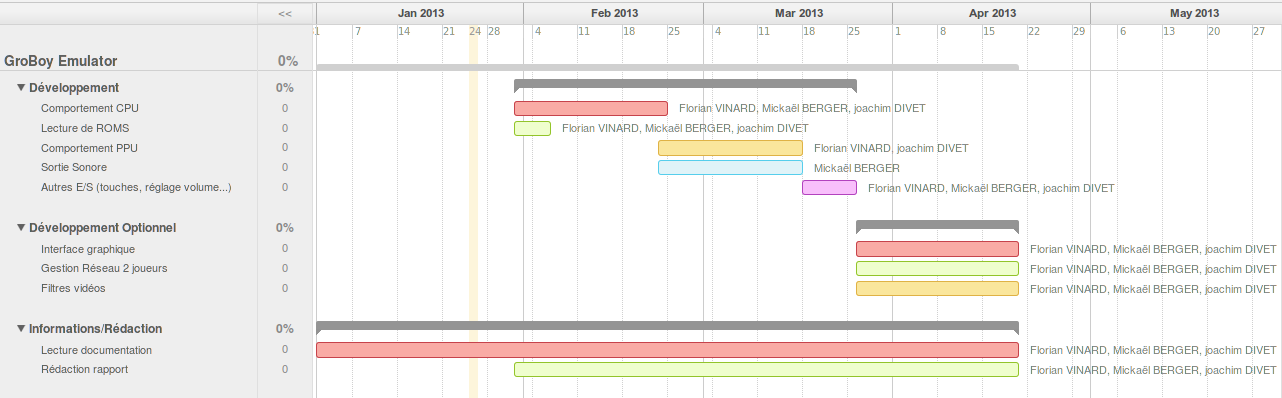 << Jan 2013 Feb 2013 Mar 2013 Apr 2013 May 2013
31 7 14 21 24 28 4 11 18 25 4 11 18 25 1 8 15 22 29 6 13 20 27
GroBoy Emulator 0%
Développement 0%
Comportement CPU 0 Florian VINARD, Mickaël BERGER, joachim DIVET
Lecture de ROMS 0 Florian VINARD, Mickaël BERGER, joachim DIVET
Comportement PPU 0 Florian VINARD, joachim DIVET
Sortie Sonore 0 Mickaël BERGER
Autres E/S (touches, réglage volume...) 0 Florian VINARD, Mickaël BERGER, joachim DIVET
Développement Optionnel 0%
Interface graphique 0 Florian VINARD, Mickaël BERGER, joachim DIVET
Gestion Réseau 2 joueurs 0 Florian VINARD, Mickaël BERGER, joachim DIVET
Filtres vidéos 0 Florian VINARD, Mickaël BERGER, joachim DIVET
Informations/Rédaction 0%
Lecture documentation 0 Florian VINARD, Mickaël BERGER, joachim DIVET
Rédaction rapport 0 Florian VINARD, Mickaël BERGER, joachim DIVET